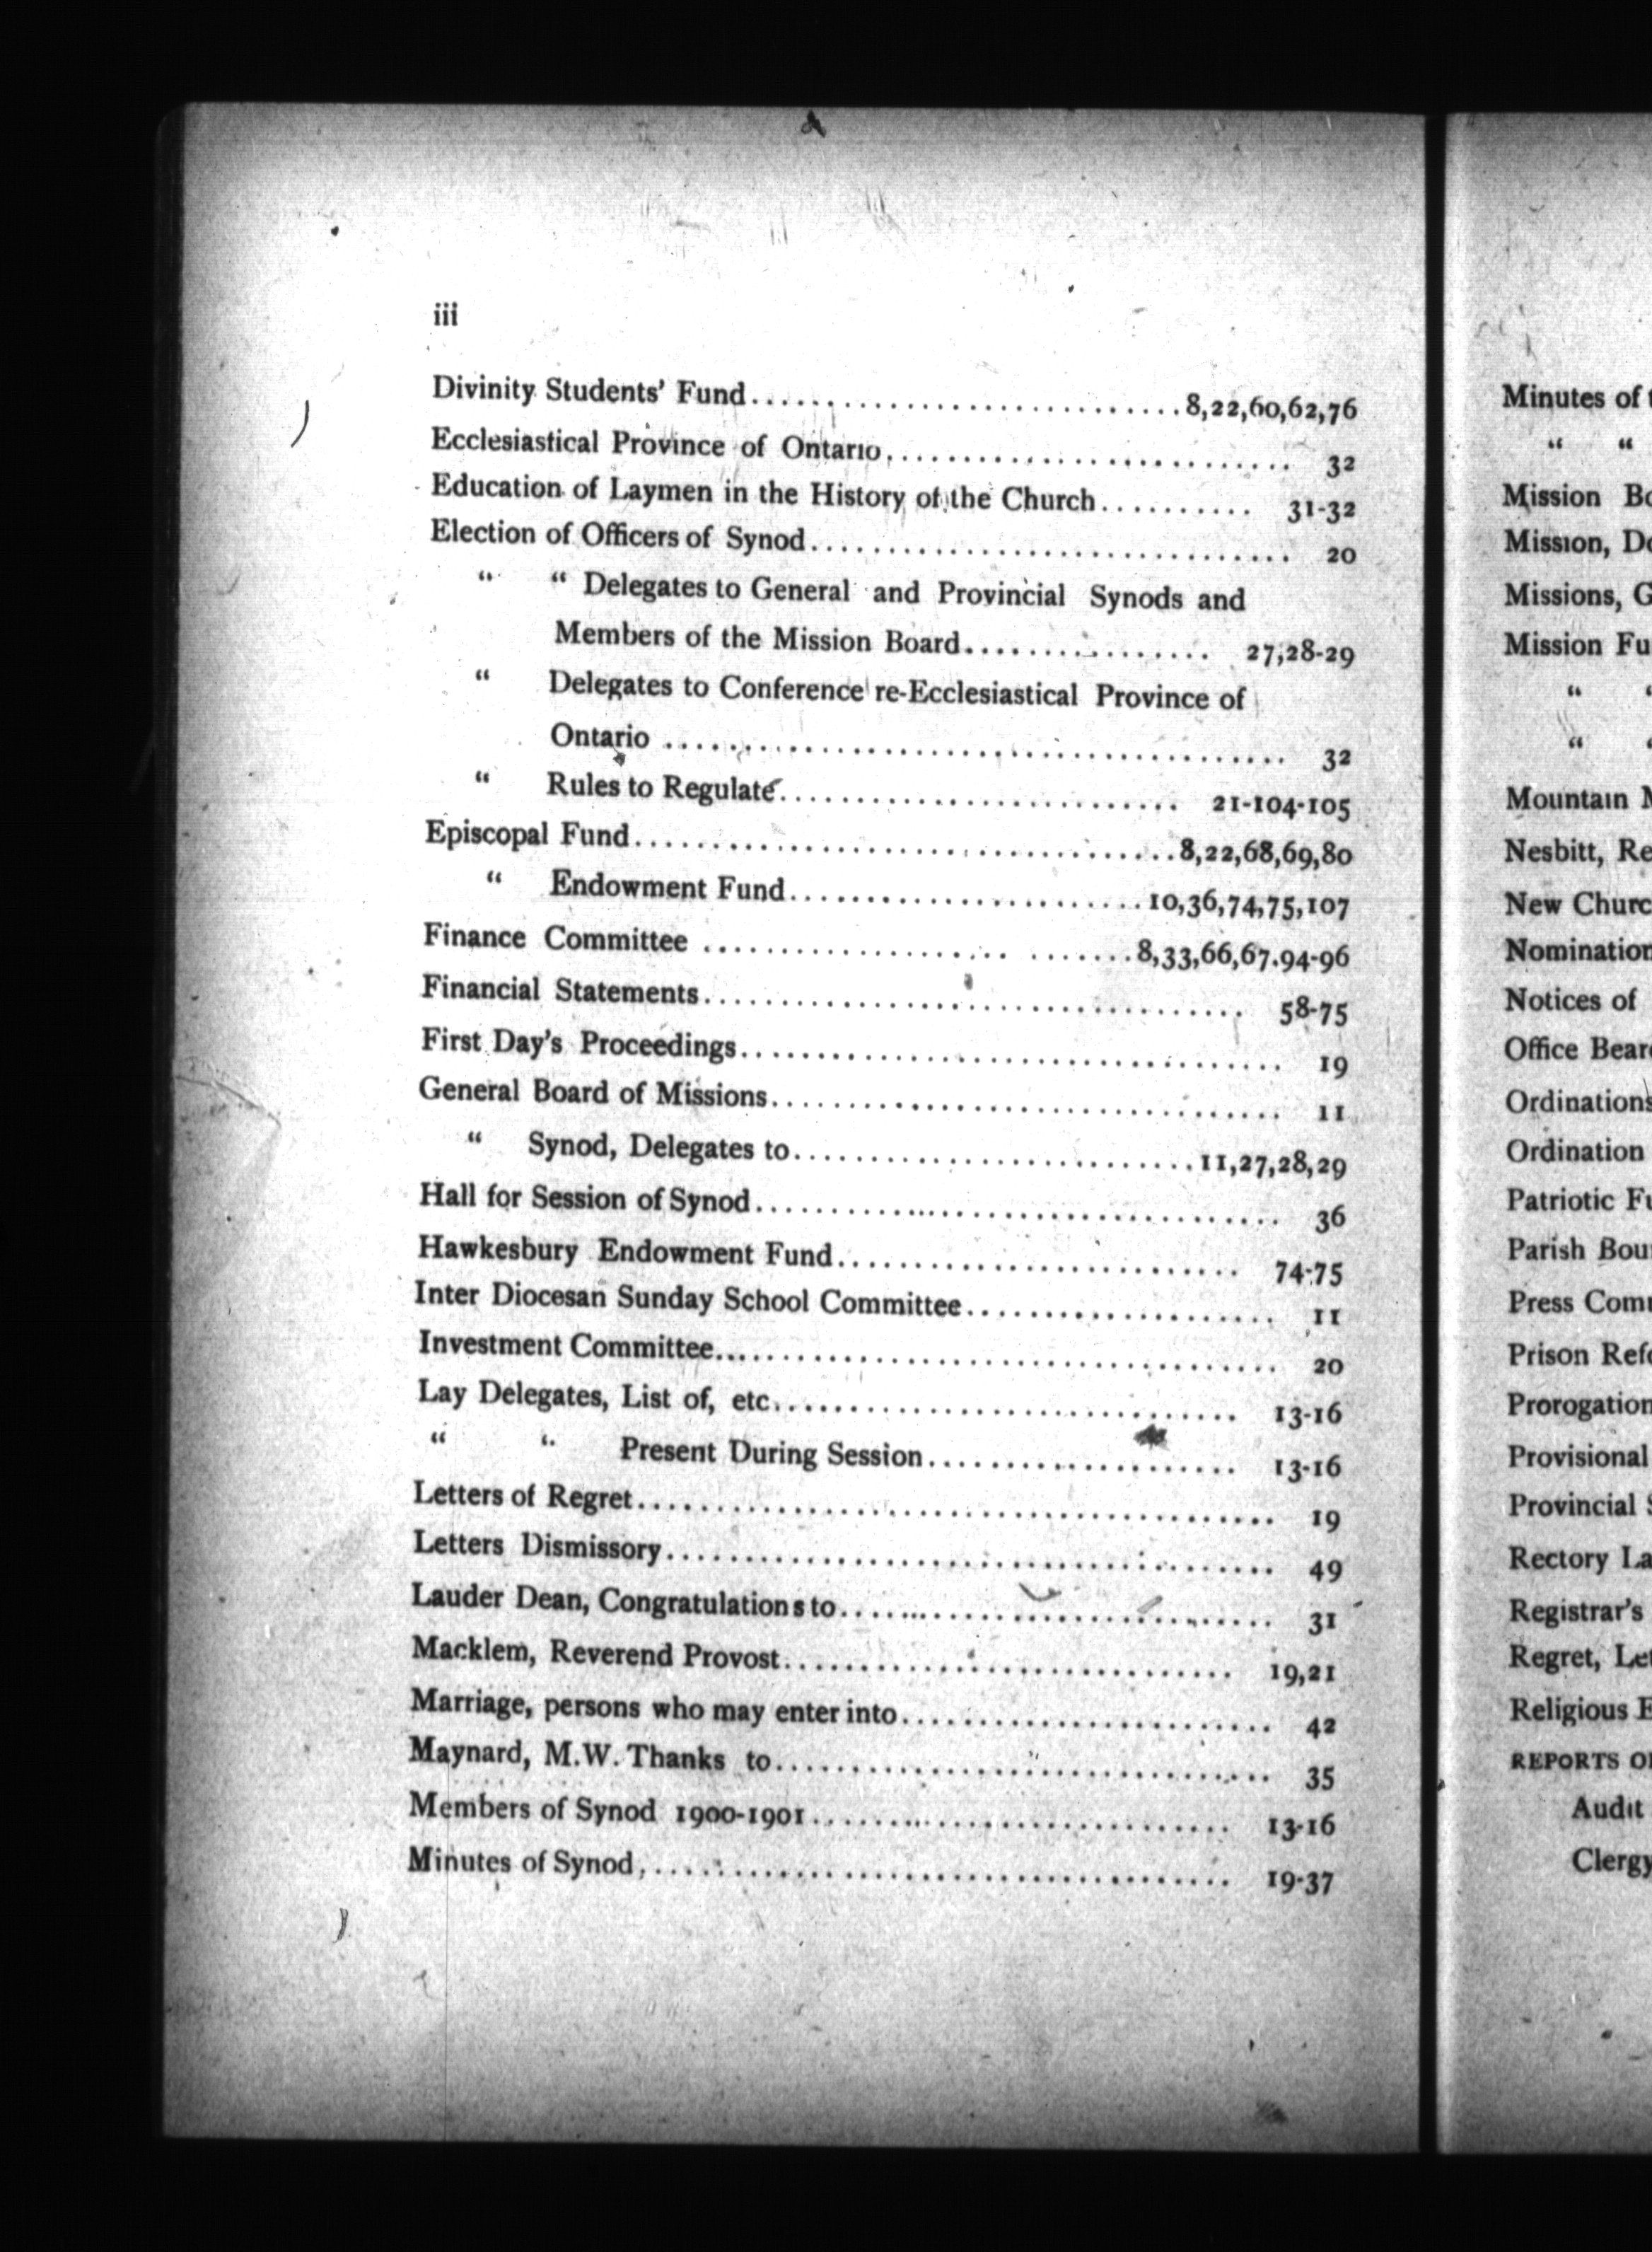 iii
Divinity Students' Fund..............................8,22,60,62,76
Ecclesiastical Province of Ontario........................... 32
Education of Laymen in the History of the Church.......... 31-32
Election of Officers of Synod............................... 20
“ “ Delegates to General and Provincial Synods and
Members of the Mission Board................ 27,28-29
“ Delegates to Conference re-Ecclesiastical Province of
Ontario ........................................ 32
“ Rules to Regulate.......................... 21-104-105
Episcopal Fund...................................8,22,68,69,80
“ Endowment Fund.......................10,36,74,75,107
Finance Committee .................... .......8,33,66,67.94-96
Financial Statements................................... 58-75
First Day's Proceedings................................... 19
General Board of Missions................................. 11
“ Synod, Delegates to..........................11,27,28,29
Hall for Session of Synod.................................. 36
Hawkesbury Endowment Fund.......................... 74-75
Inter Diocesan Sunday School Committee.................... 11
Investment Committee.................................... 20
Lay Delegates, List of, etc.............................. 13-16
“ “ Present During Session.................... 13-16
Letters of Regret......................................... 19
Letters Dismissory....................................... 49
Lauder Dean, Congratulations to............................ 31
Macklem, Reverend Provost............................. 19,21
Marriage, persons who may enter into........................ 42
Maynard, M.W. Thanks to................................ 35
Members of Synod 1900-1901........................... 13-16
Minutes of Synod...................................... 19-37
Minutes of
“ “
Mission
Mission,
Missions,
Mission
“
“
Mountain
Nesbitt,
New
Notices of
Office
Ordination
Patriotic
Parish
Press
Prison
Provisional
Provincial
Rectory
Registrar's
Regret,
Religious
REPORTS
Audit